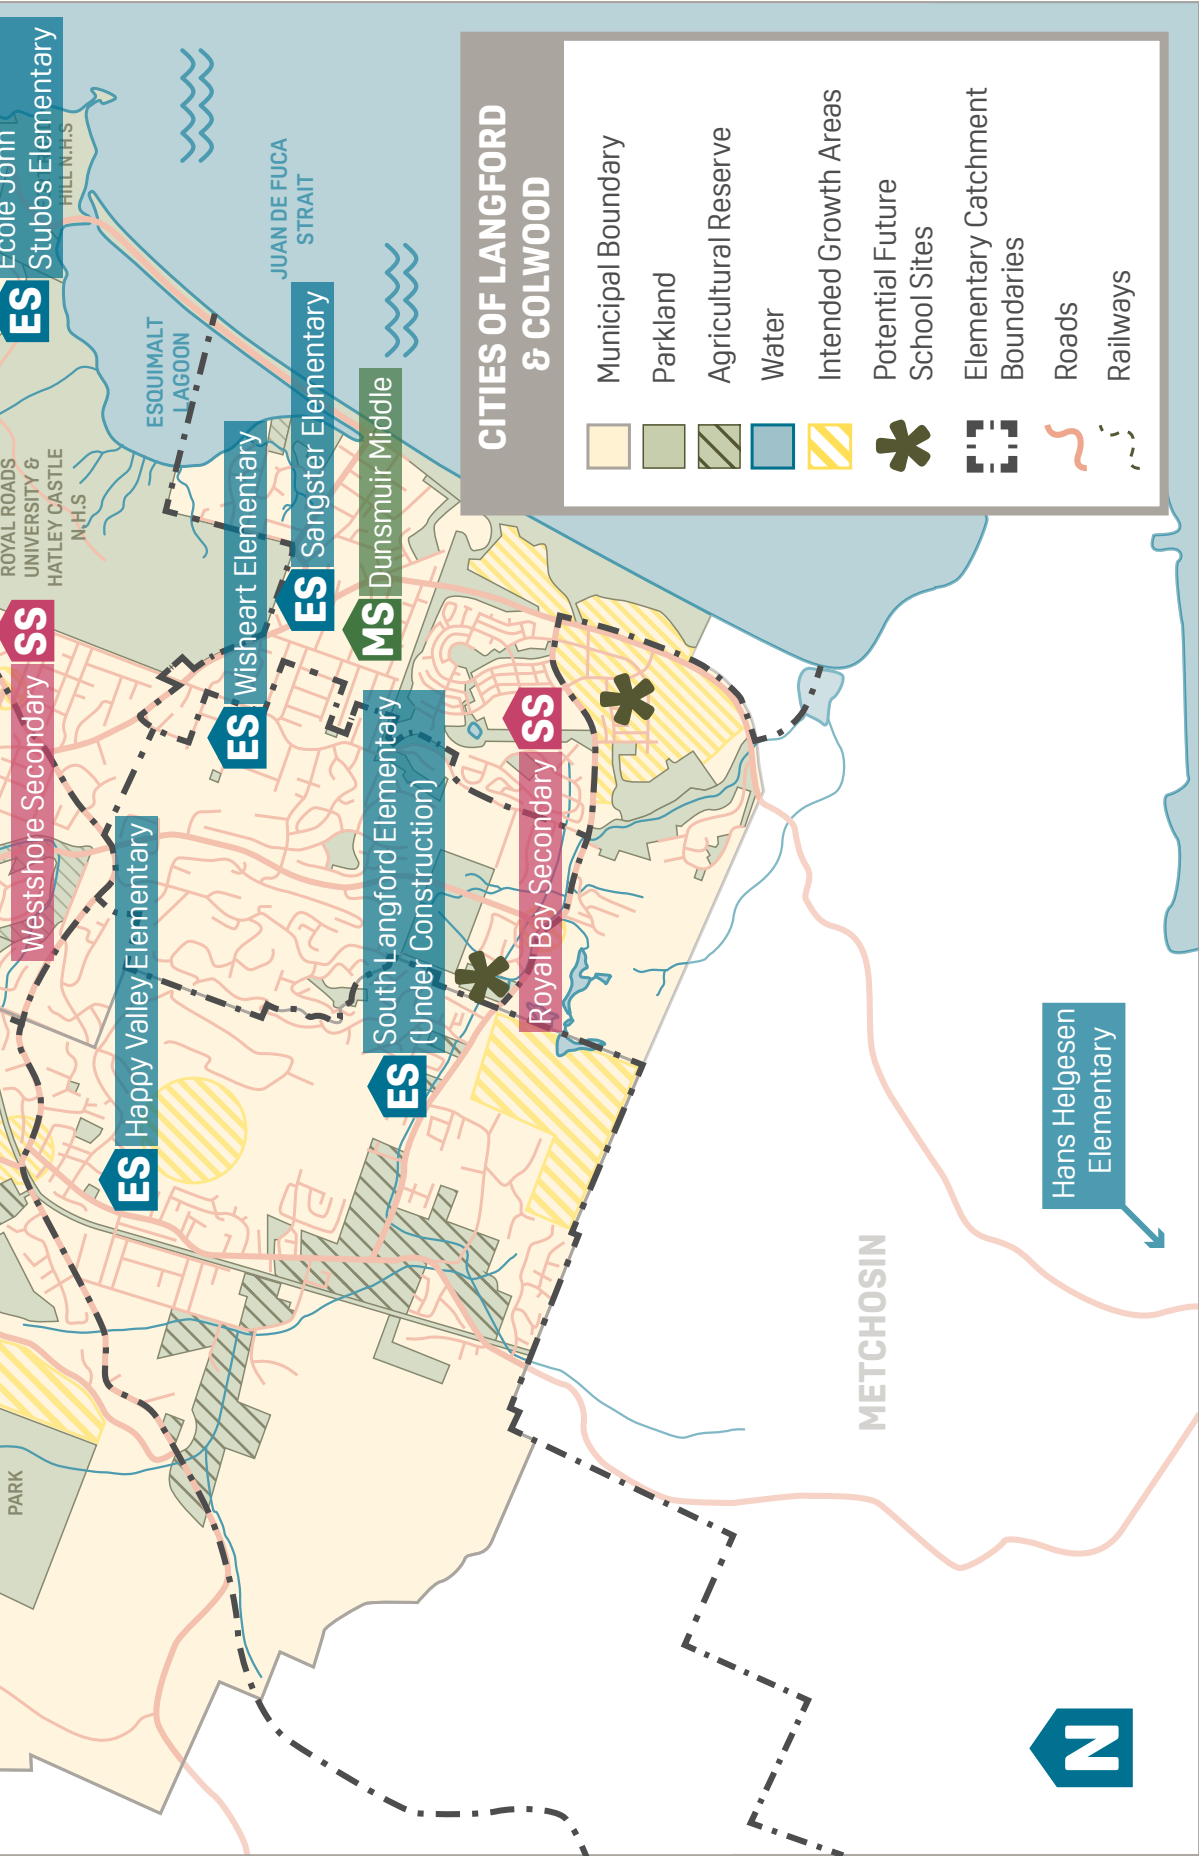 École John
Stubbs Elementary
ES
HILL N.H.S
JUAN DE FUCA
STRAIT
ESQUIMALT
LAGOON
ROYAL ROADS
UNIVERSITY &
HATLEY CASTLE
N.H.S
SS
Westshore Secondary
ES
Wisheart Elementary
ES
Sangster Elementary
MS
Dunsmuir Middle
ES
Happy Valley Elementary
ES
South Langford Elementary
(Under Construction)
SS
Royal Bay Secondary
PARK
METCHOSIN
Hans Helgesen
Elementary
N
CITIES OF LANGFORD
& COLWOOD
Municipal Boundary
Parkland
Agricultural Reserve
Water
Intended Growth Areas
Potential Future
School Sites
Elementary Catchment
Boundaries
Roads
Railways